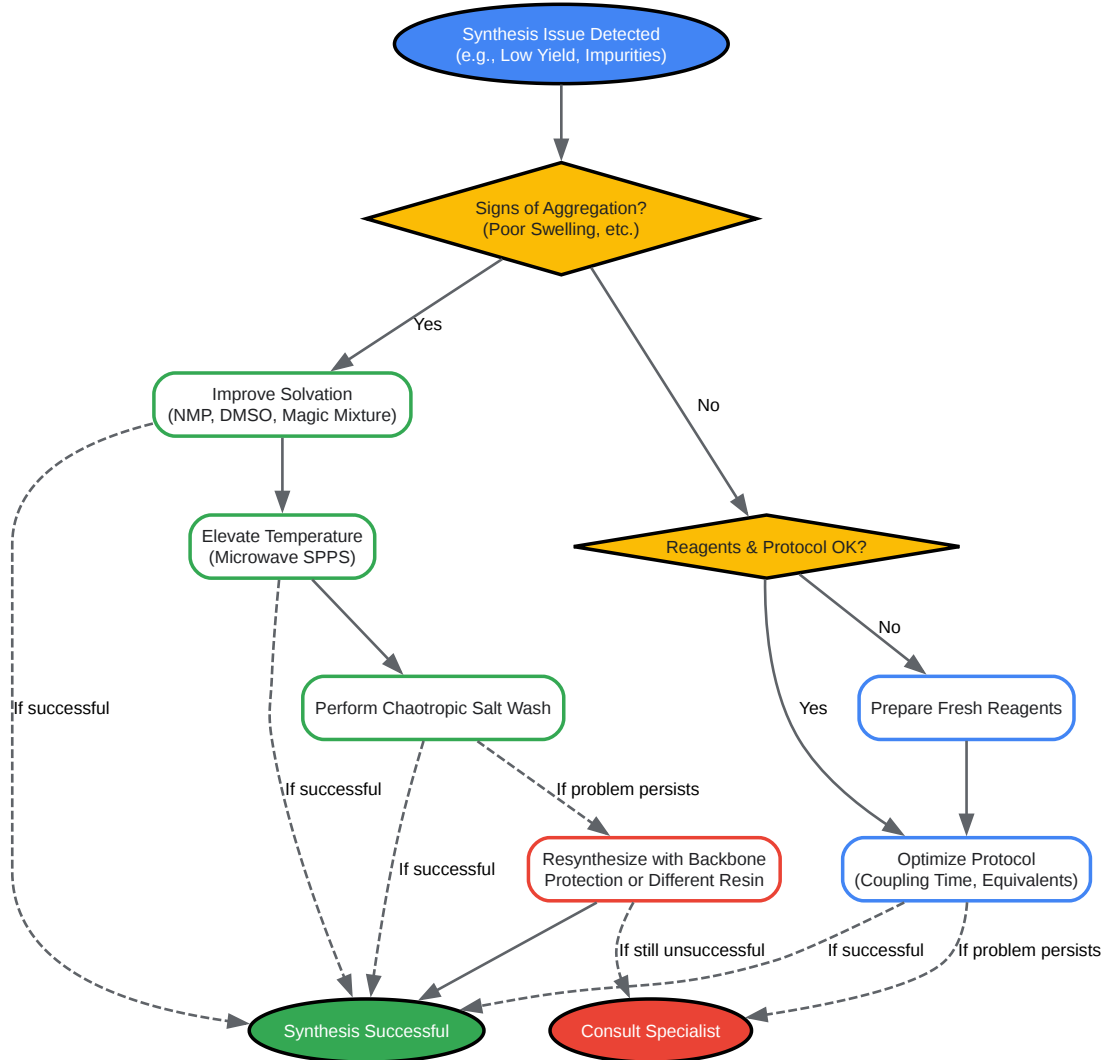 Synthesis Issue Detected
(e.g., Low Yield, Impurities)
Signs of Aggregation?
(Poor Swelling, etc.)
Yes
No
Improve Solvation
(NMP, DMSO, Magic Mixture)
Elevate Temperature
(Microwave SPPS)
Reagents & Protocol OK?
No
If successful
Perform Chaotropic Salt Wash
Yes
Prepare Fresh Reagents
If successful
If problem persists
If successful
Resynthesize with Backbone
Protection or Different Resin
Optimize Protocol
(Coupling Time, Equivalents)
If still unsuccessful
If successful
If problem persists
Synthesis Successful
Consult Specialist